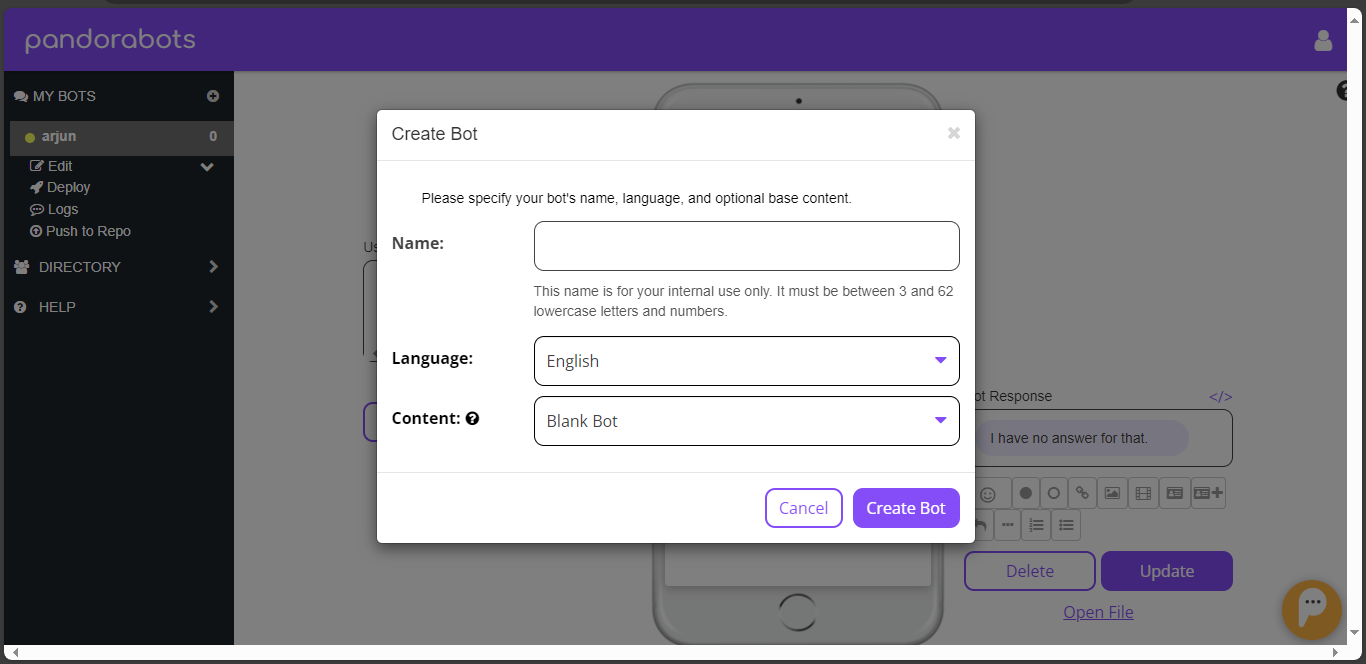 pandorabots
MY BOTS
arjun 0
Edit
Deploy
Logs
Push to Repo
DIRECTORY
HELP
Create Bot
Please specify your bot's name, language, and optional base content.
Name:
This name is for your internal use only. It must be between 3 and 62
lowercase letters and numbers.
Language: English
Content: Blank Bot
Cancel Create Bot
Response </>
I have no answer for that.
Delete Update
Open File